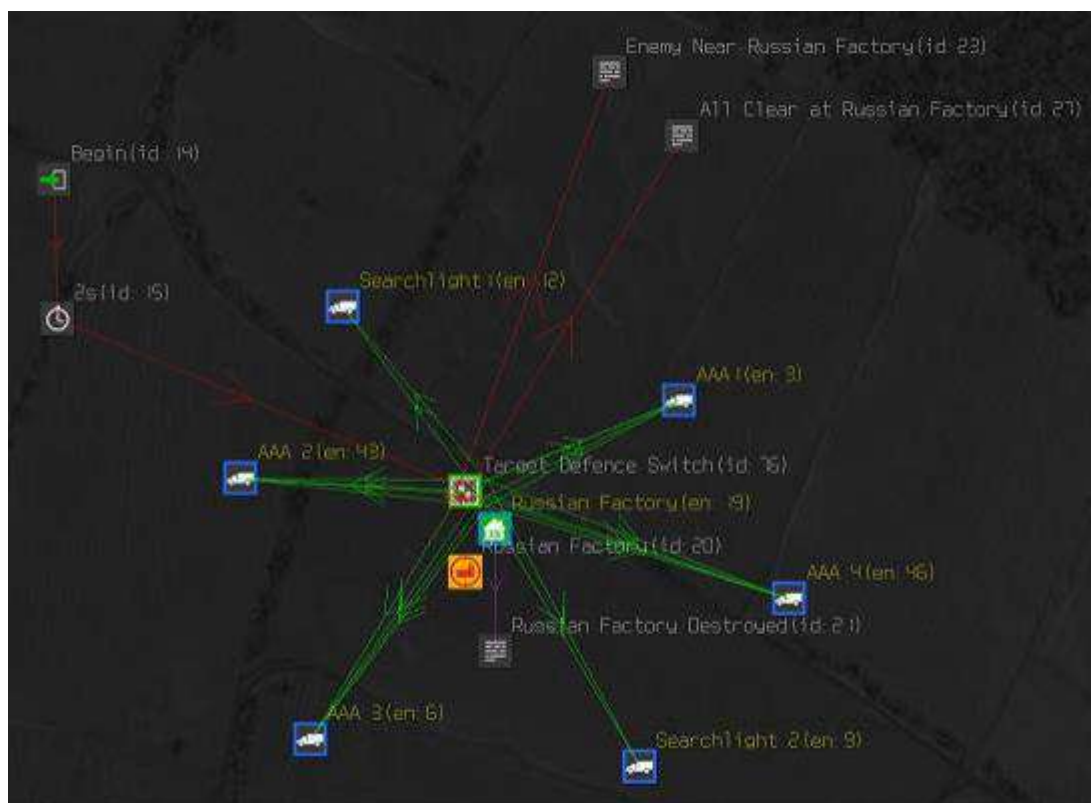 Enemy Near Russian Factory(id: 23)
All Clear at Russian Factory(id: 27)
Begin(id: 14)
2s(id: 15)
Searchlight 1(en: 12)
AAA 1(en: 3)
AAA 2(en: 43)
Target Defence Switch(id: 76)
Russian Factory(en: 19)
Russian Factory(id: 20)
AAA 4(en: 46)
Russian Factory Destroyed(id: 21)
AAA 3(en: 6)
Searchlight 2(en: 9)